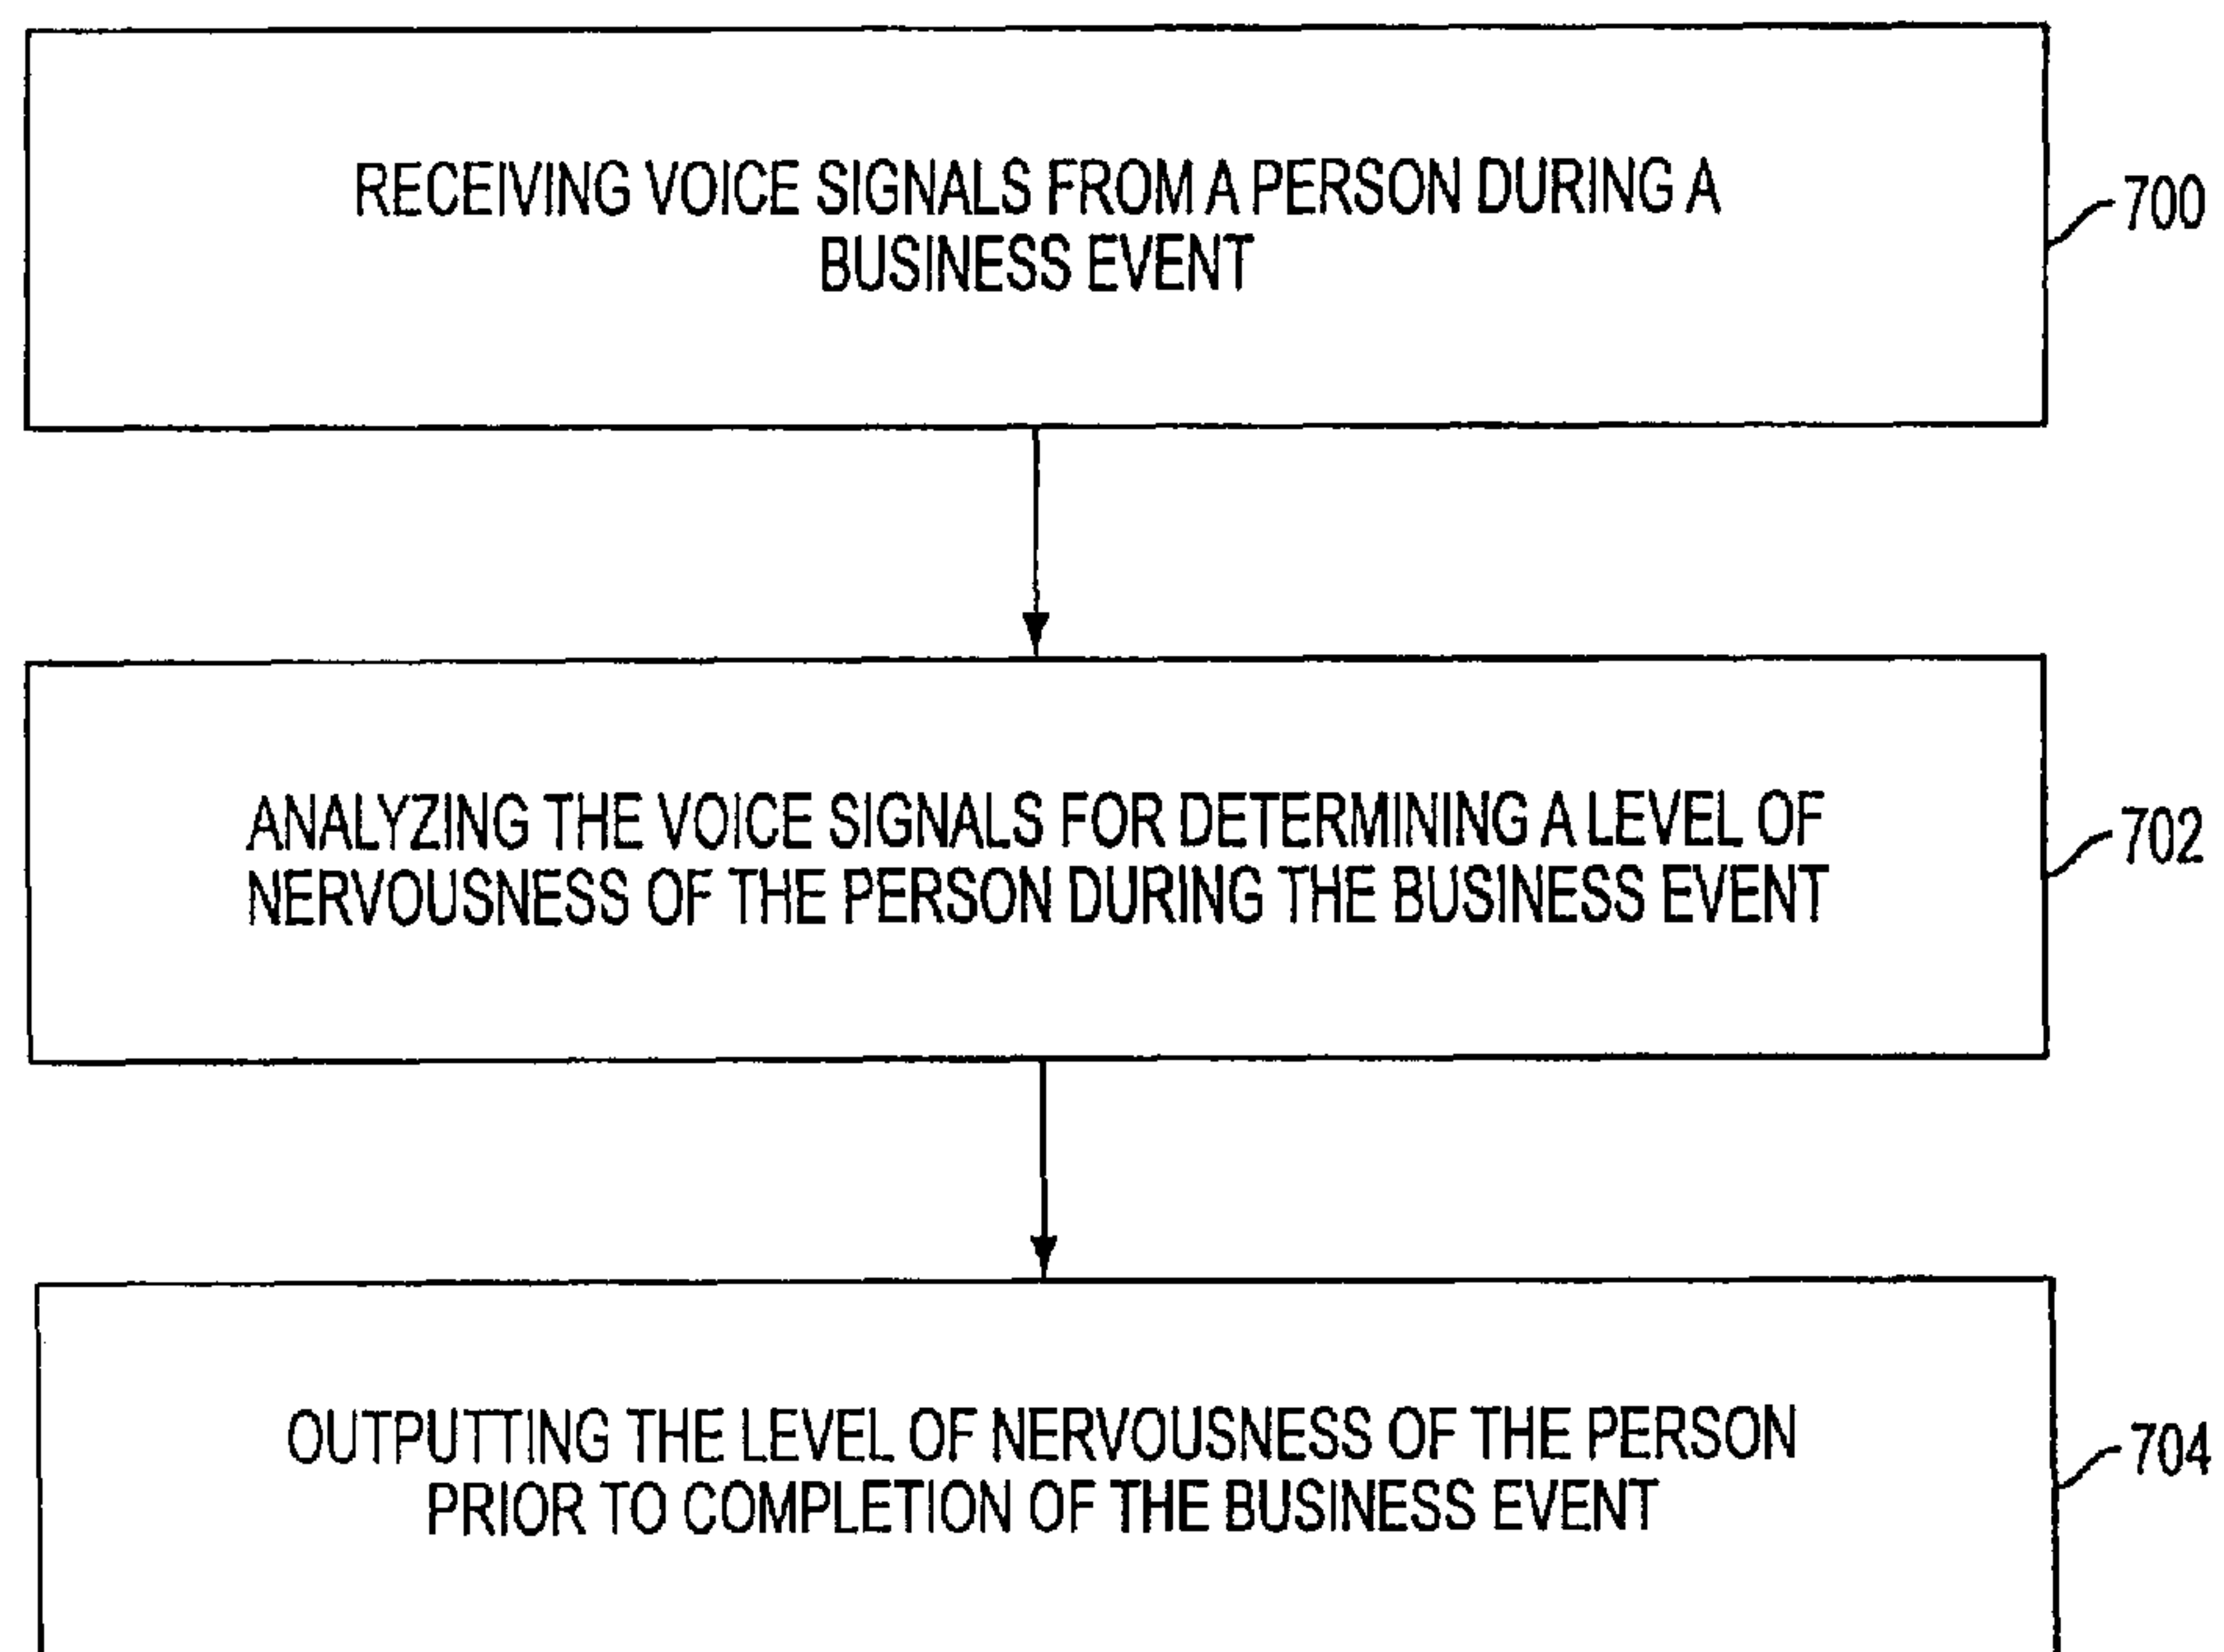 RECEIVING VOICE SIGNALS FROM A PERSON DURING A
BUSINESS EVENT
700
ANALYZING THE VOICE SIGNALS FOR DETERMINING A LEVEL OF
NERVOUSNESS OF THE PERSON DURING THE BUSINESS EVENT
702
OUTPUTTING THE LEVEL OF NERVOUSNESS OF THE PERSON
PRIOR TO COMPLETION OF THE BUSINESS EVENT
704